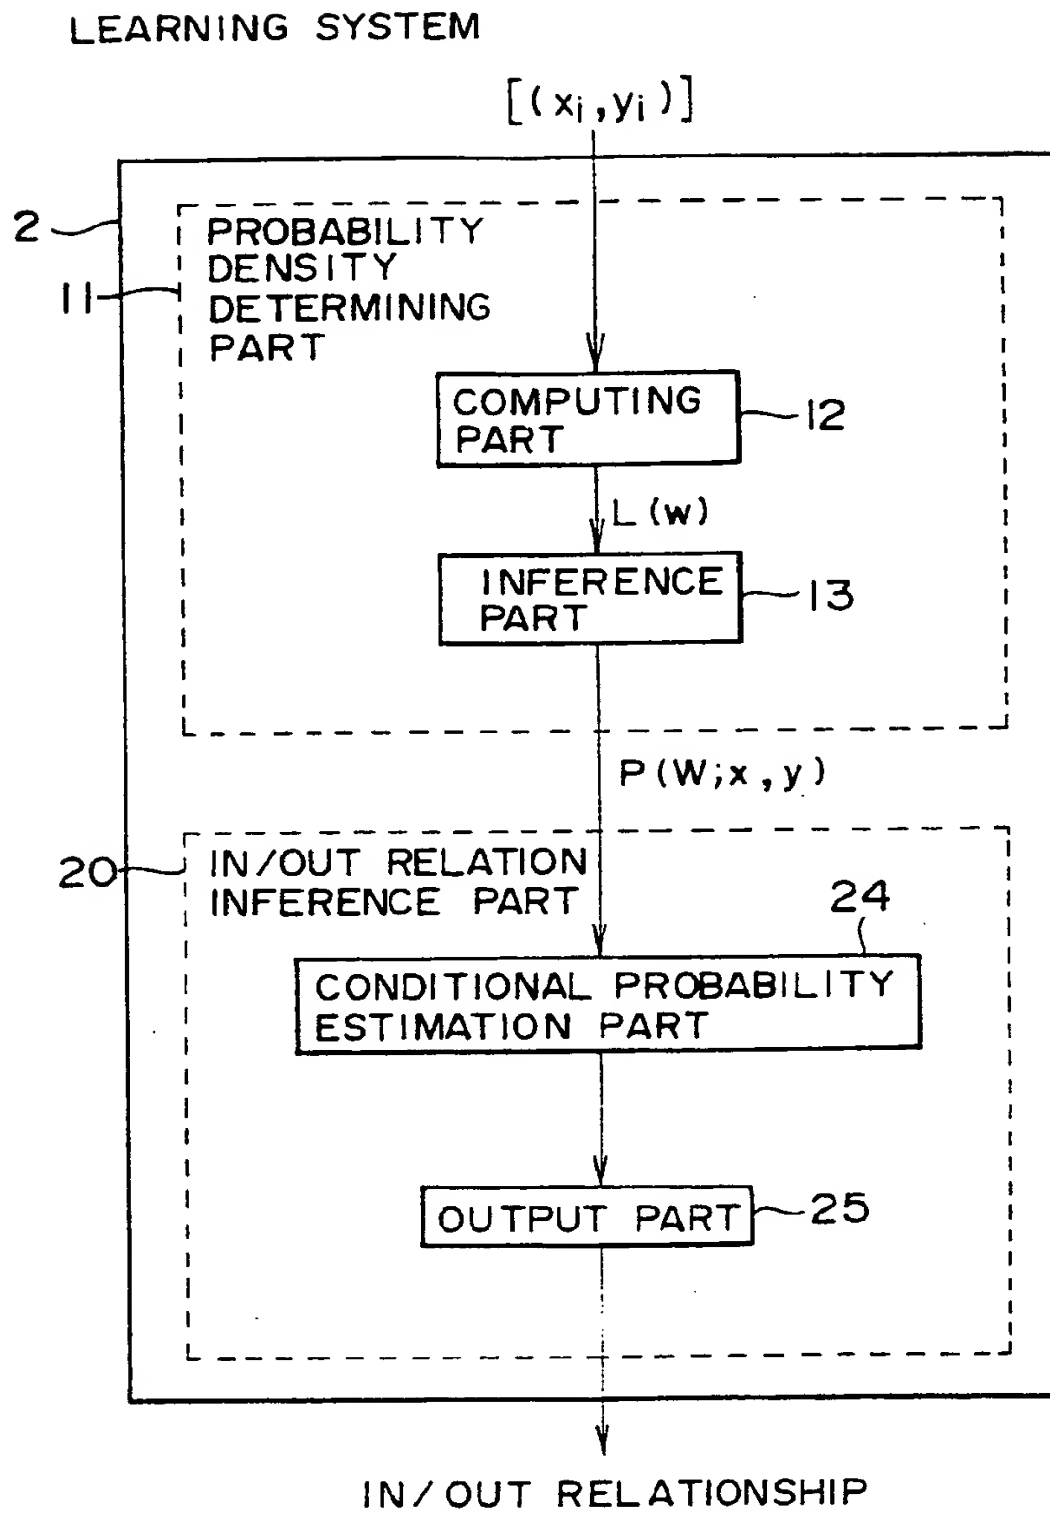 LEARNING SYSTEM
[(xi,yi)]
2
PROBABILITY
DENSITY
DETERMINING
PART
11
COMPUTING
PART
12
L(w)
INFERENCE
PART
13
P(W;x,y)
20
IN/OUT RELATION
INFERENCE PART
24
CONDITIONAL PROBABILITY
ESTIMATION PART
OUTPUT PART
25
IN/OUT RELATIONSHIP